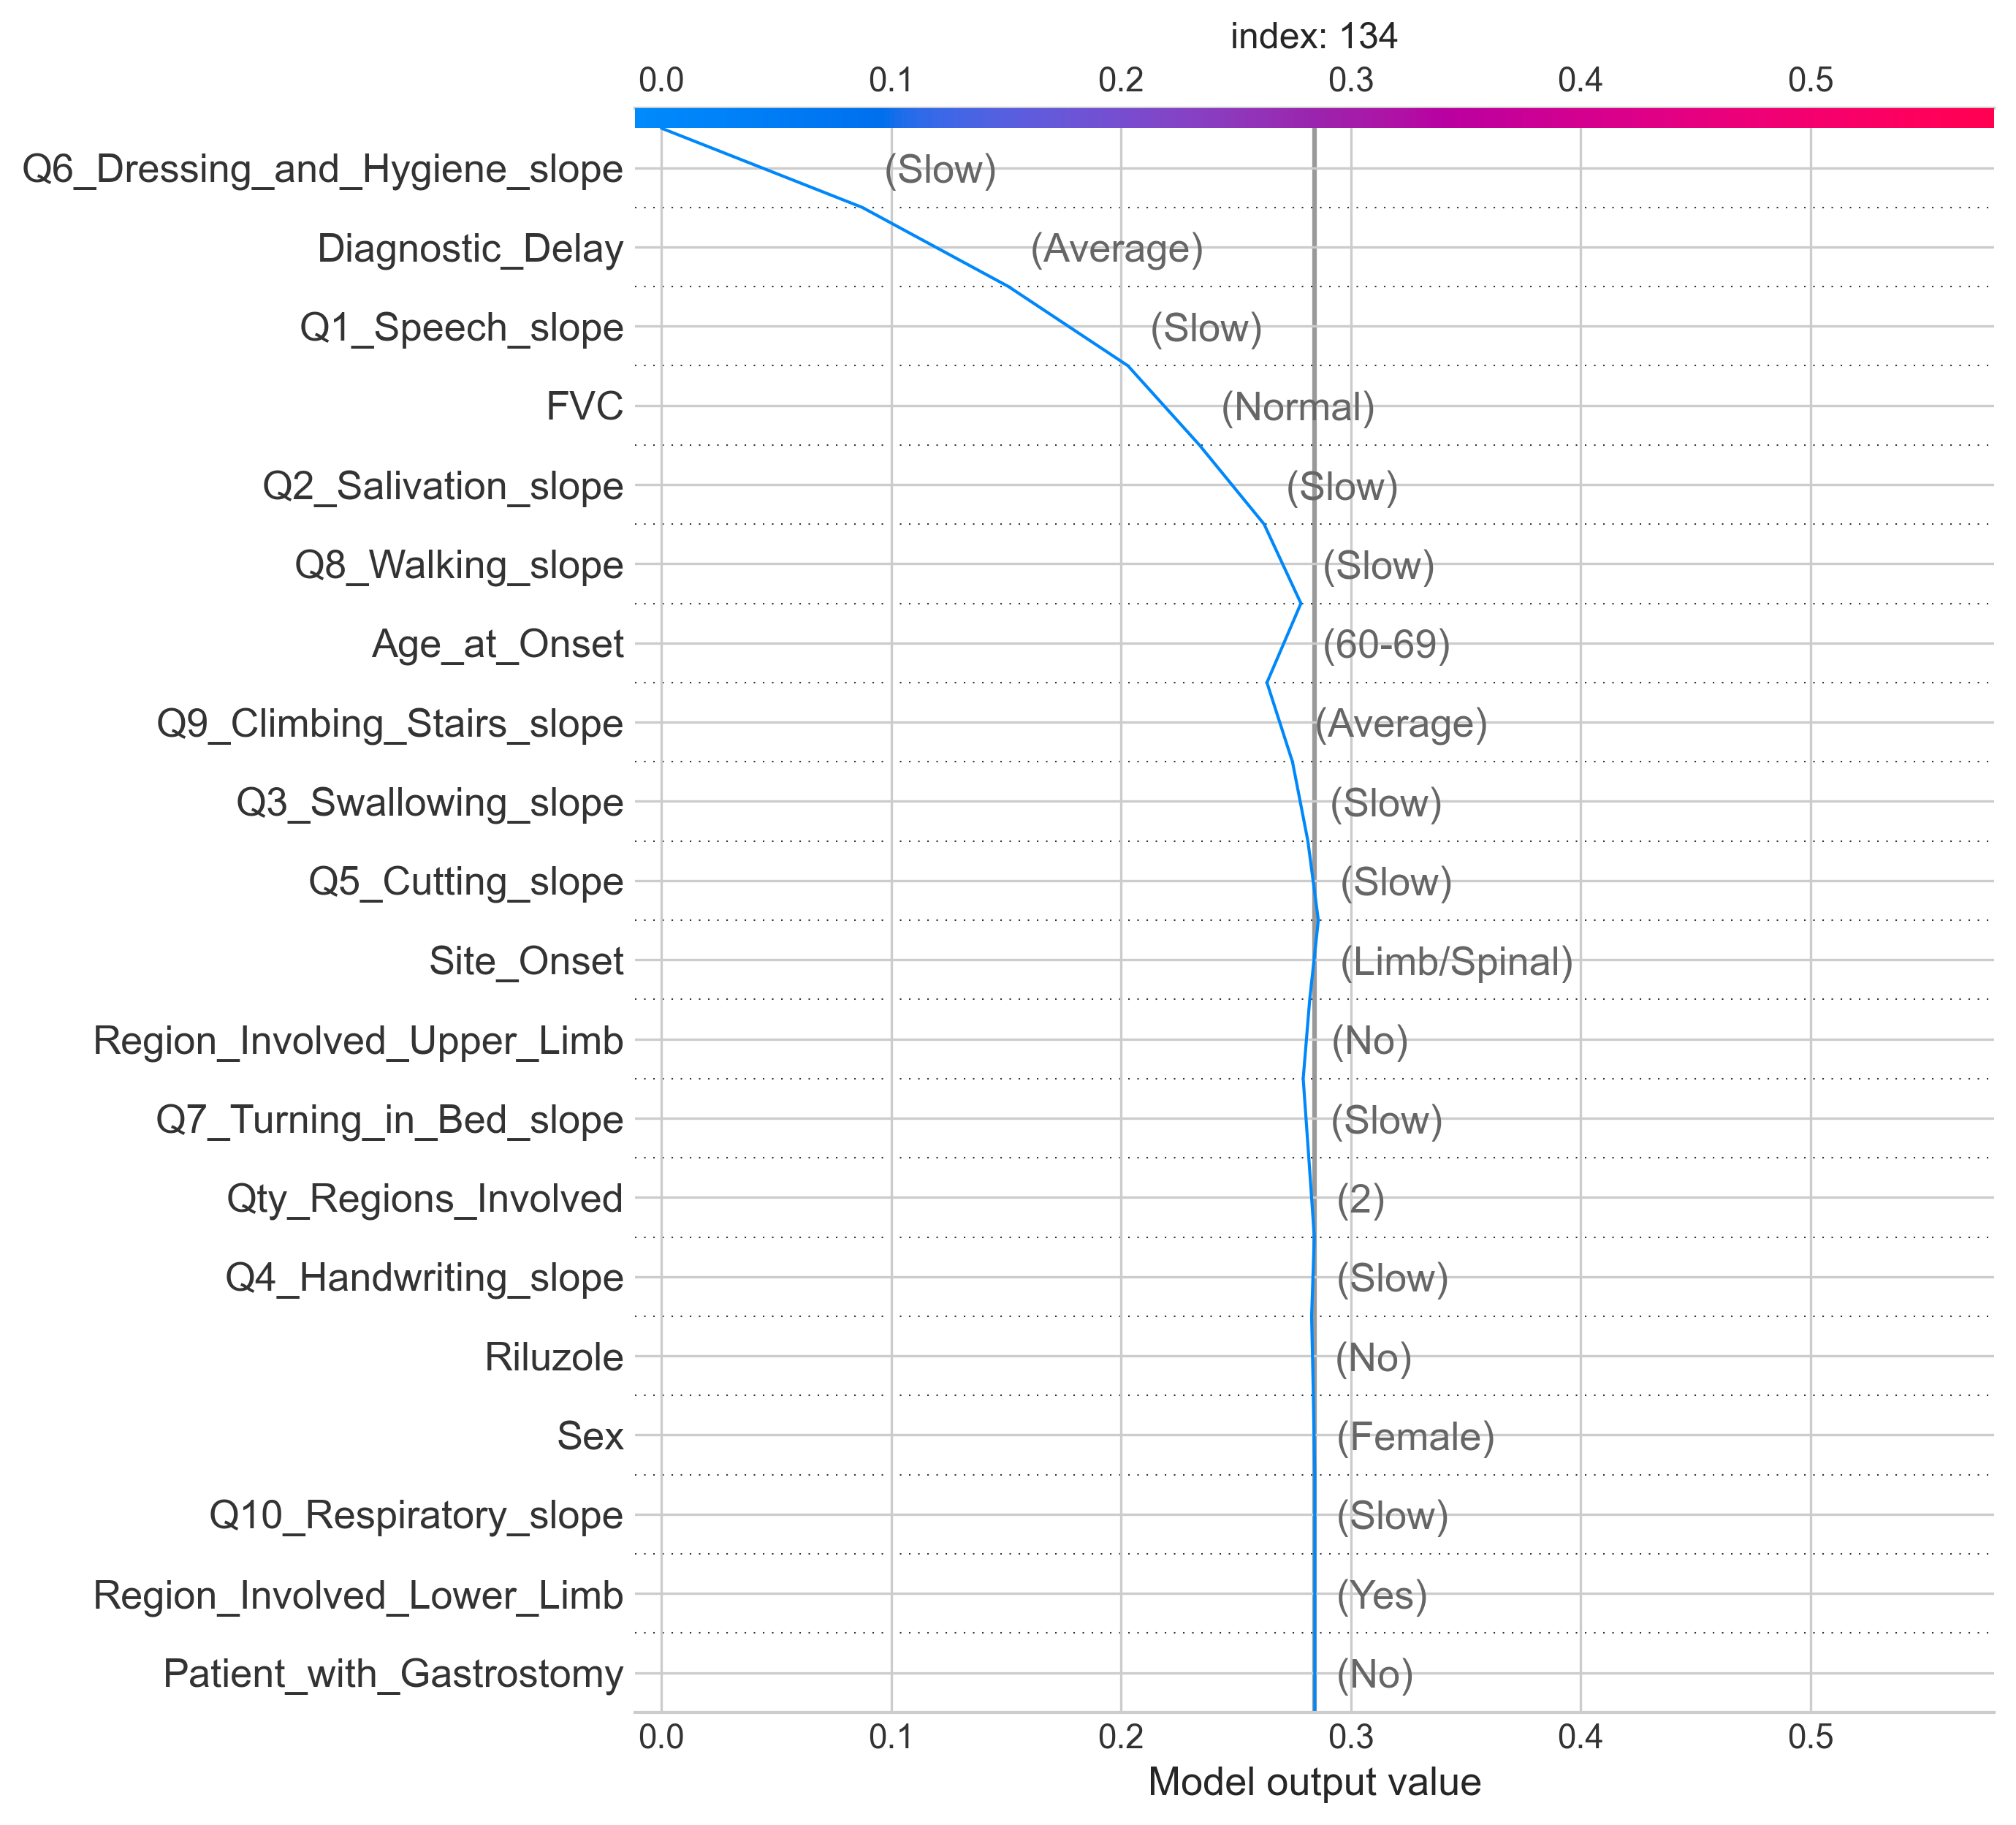 index: 134
0.0 0.1 0.2 0.3 0.4 0.5
Q6_Dressing_and_Hygiene_slope (Slow)
Diagnostic_Delay (Average)
Q1_Speech_slope (Slow)
FVC (Normal)
Q2_Salivation_slope (Slow)
Q8_Walking_slope (Slow)
Age_at_Onset (60-69)
Q9_Climbing_Stairs_slope (Average)
Q3_Swallowing_slope (Slow)
Q5_Cutting_slope (Slow)
Site_Onset (Limb/Spinal)
Region_Involved_Upper_Limb (No)
Q7_Turning_in_Bed_slope (Slow)
Qty_Regions_Involved (2)
Q4_Handwriting_slope (Slow)
Riluzole (No)
Sex (Female)
Q10_Respiratory_slope (Slow)
Region_Involved_Lower_Limb (Yes)
Patient_with_Gastrostomy (No)
0.0 0.1 0.2 0.3 0.4 0.5
Model output value